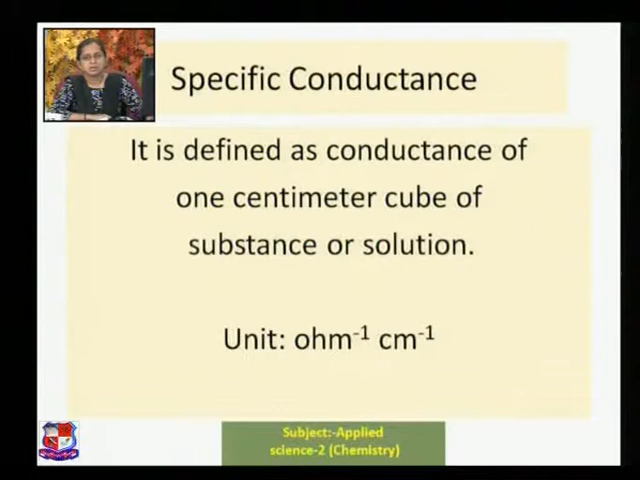 Specific Conductance
It is defined as conductance of
one centimeter cube of
substance or solution.
Unit: ohm⁻¹ cm⁻¹
Subject:-Applied
science-2 (Chemistry)